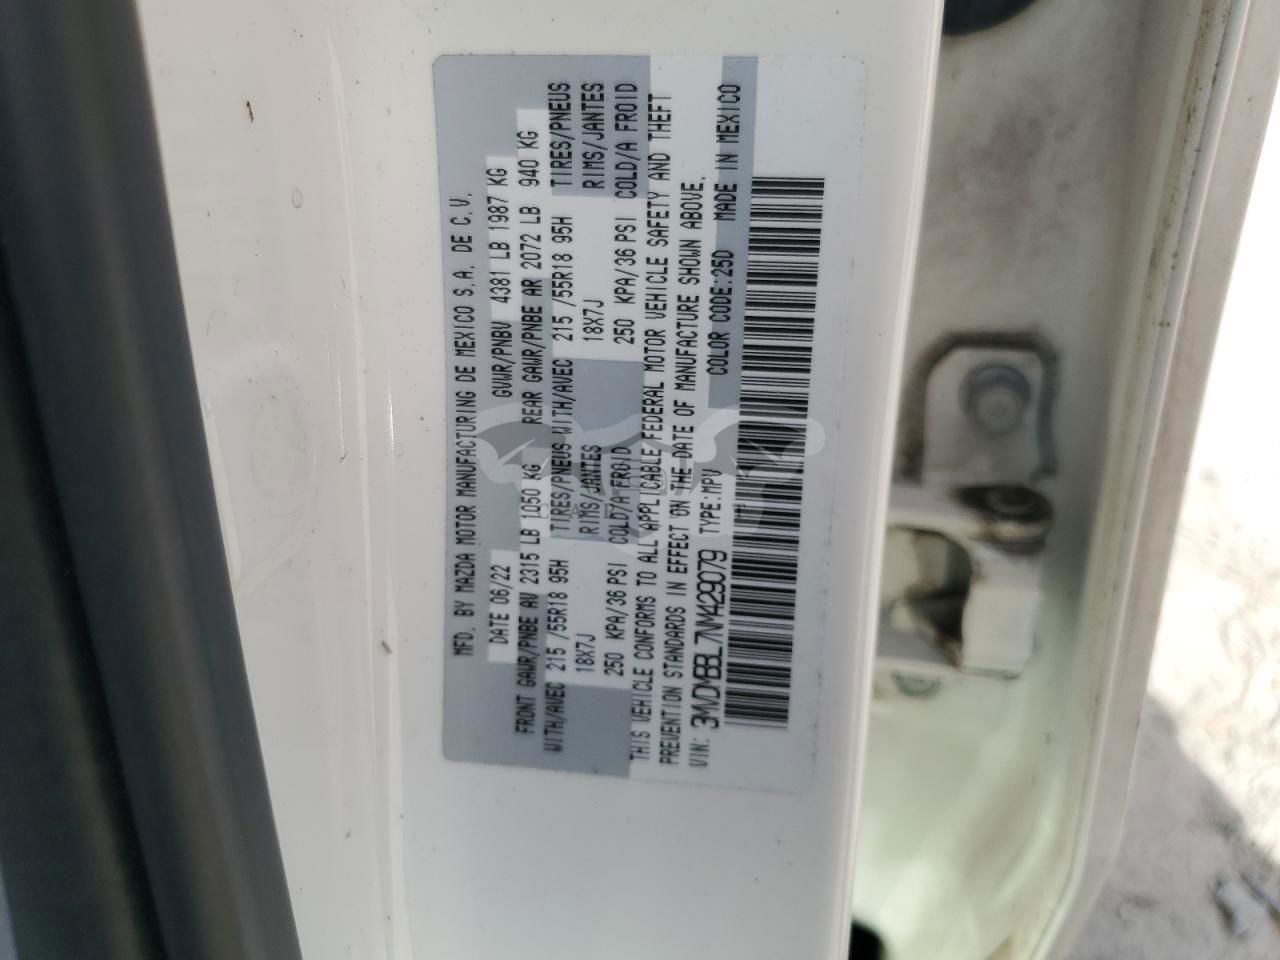 MFD. BY MAZDA MOTOR MANUFACTURING DE MEXICO S.A. DE C.V.
DATE 06/22 GVWR/PNBV 4381 LB 1987 KG
FRONT GAWR/PNBE AV 2315 LB 1050 KG REAR GAWR/PNBE AR 2072 LB 940 KG
WITH/AVEC 215 /55R18 95H TIRES/PNEUS WITH/AVEC 215 /55R18 95H TIRES/PNEUS
18X7J RIMS/JANTES 18X7J RIMS/JANTES
250 KPA/36 PSI COLD/A FROID 250 KPA/36 PSI COLD/A FROID
THIS VEHICLE CONFORMS TO ALL APPLICABLE FEDERAL MOTOR VEHICLE SAFETY AND THEFT
PREVENTION STANDARDS IN EFFECT ON THE DATE OF MANUFACTURE SHOWN ABOVE.
VIN: 3MVDMBBL7NM429079 TYPE:MPV COLOR CODE:25D MADE IN MEXICO